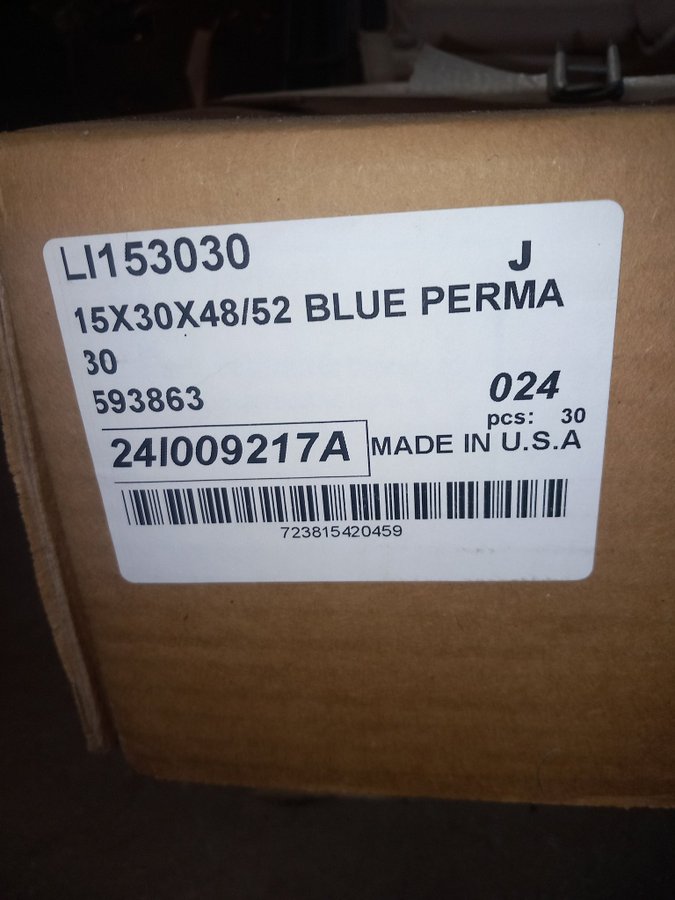 LI153030 J
15X30X48/52 BLUE PERMA
30
593863 024
pcs: 30
24I009217A MADE IN U.S.A
723815420459